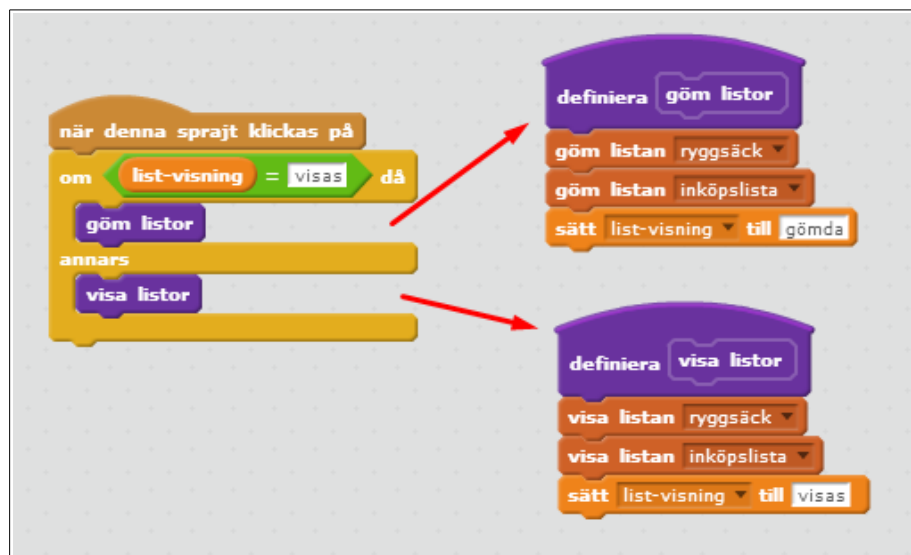 när denna sprajt klickas på
om list-visning = visas då
göm listor
annars
visa listor
definiera göm listor
göm listan ryggsäck
göm listan inköpslista
sätt list-visning till gömda
definiera visa listor
visa listan ryggsäck
visa listan inköpslista
sätt list-visning till visas